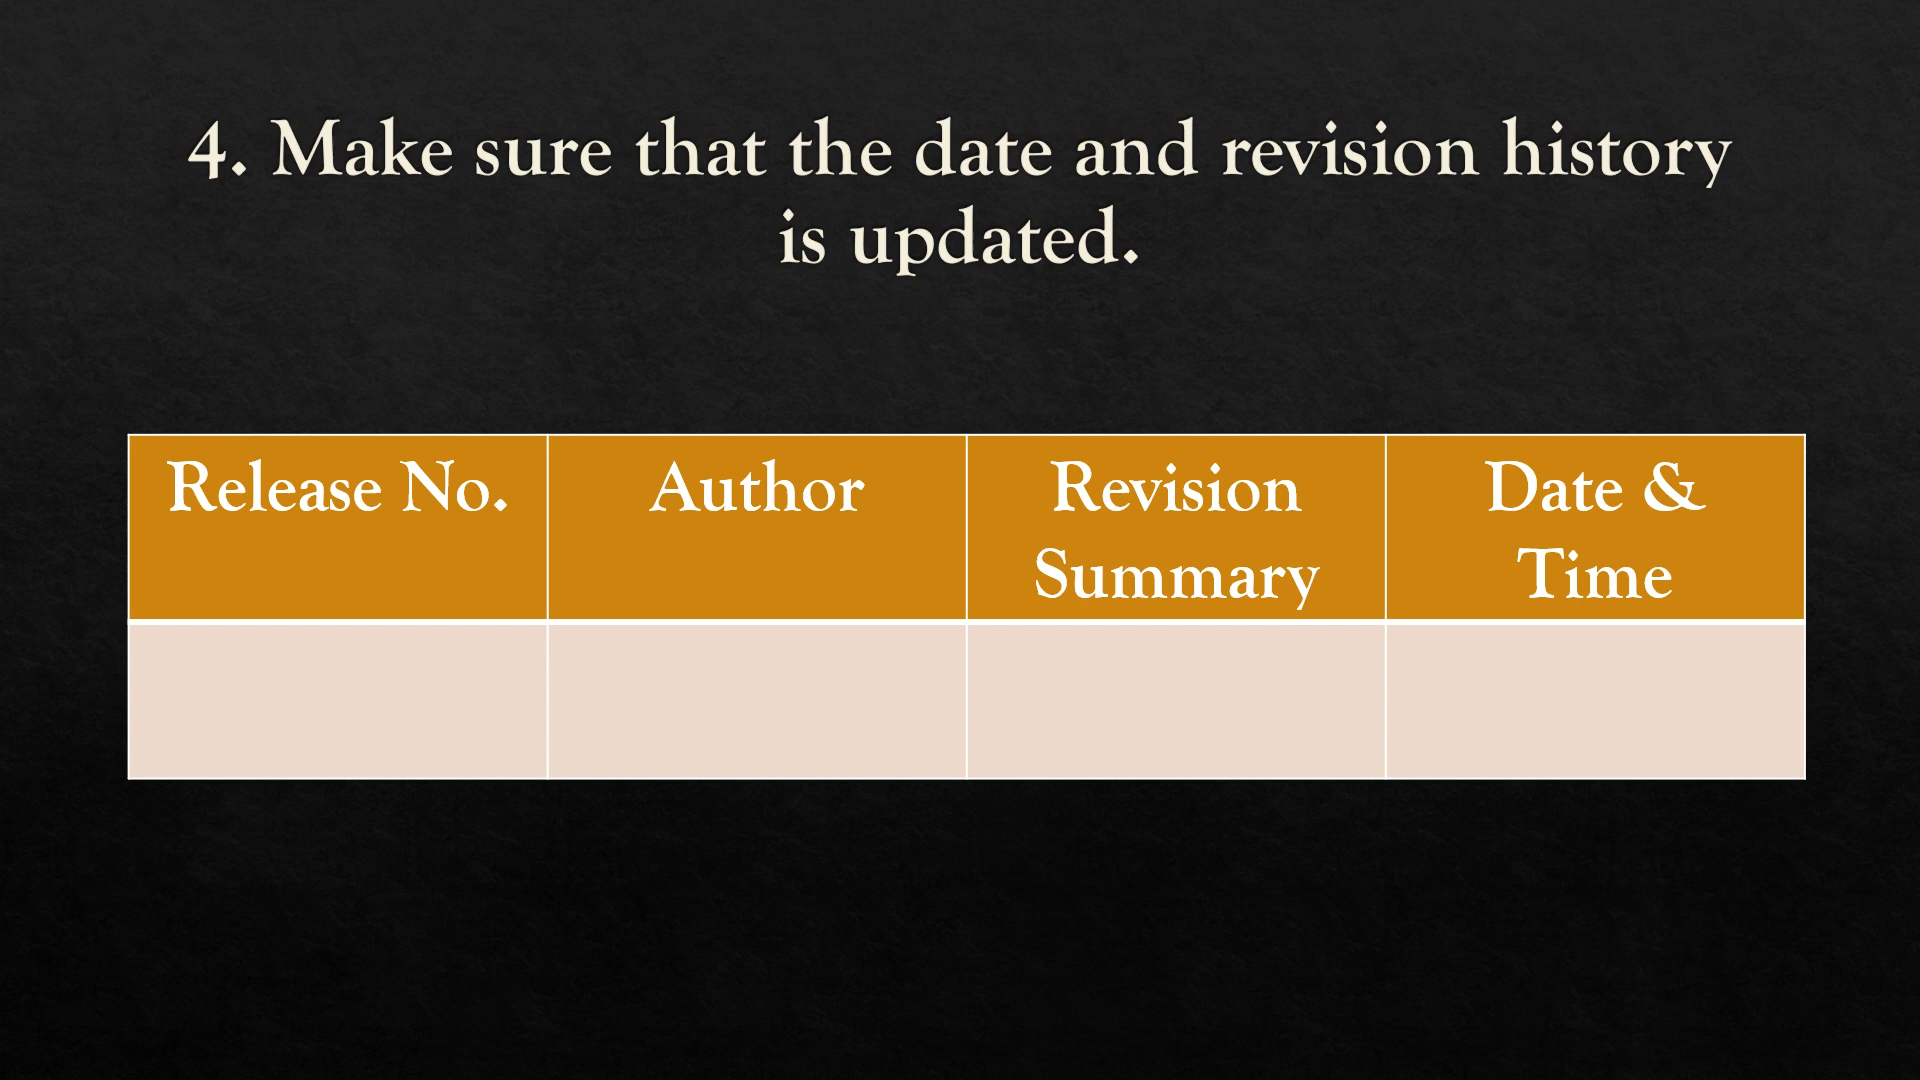 4. Make sure that the date and revision history
is updated.
Release No.
Author
Revision
Summary
Date &
Time